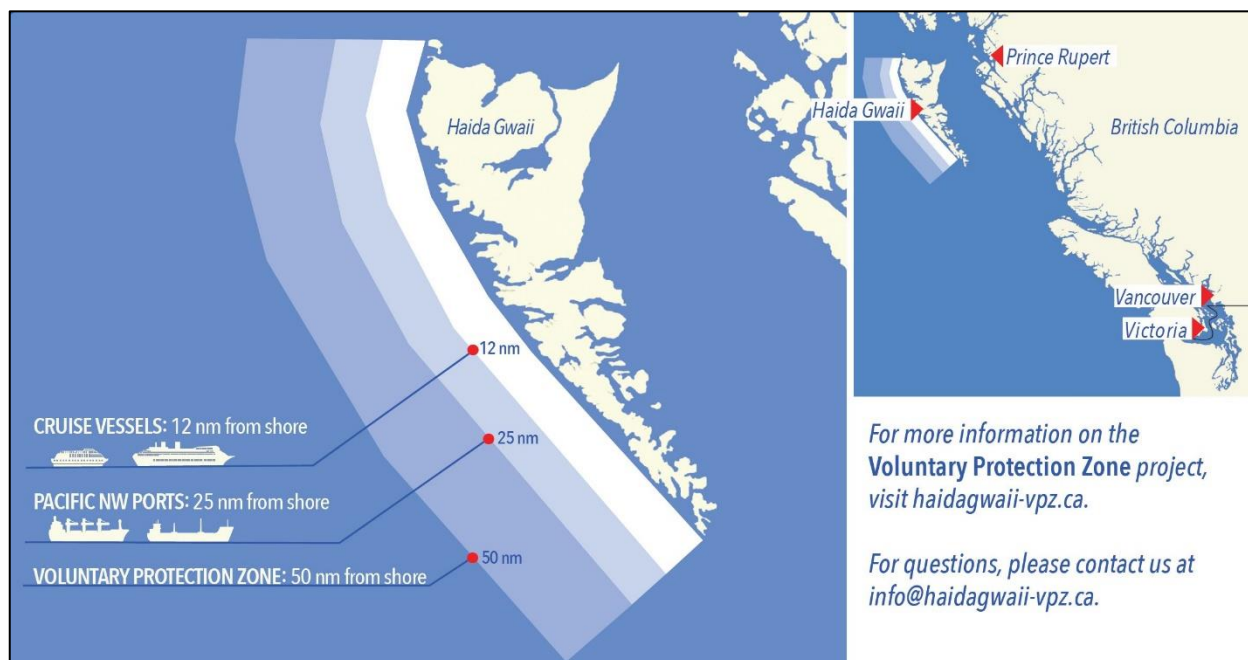 Haida Gwaii
12 nm
25 nm
50 nm
CRUISE VESSELS: 12 nm from shore
PACIFIC NW PORTS: 25 nm from shore
VOLUNTARY PROTECTION ZONE: 50 nm from shore
Prince Rupert
Haida Gwaii
British Columbia
Vancouver
Victoria
For more information on the
Voluntary Protection Zone project,
visit haidagwaii-vpz.ca.
For questions, please contact us at
info@haidagwaii-vpz.ca.